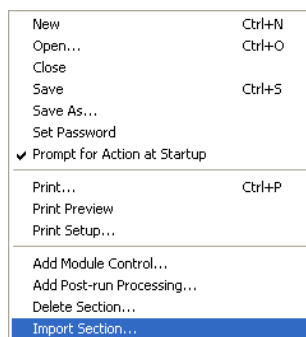 New Ctrl+N
Open... Ctrl+O
Close
Save Ctrl+S
Save As...
Set Password
Prompt for Action at Startup
Print... Ctrl+P
Print Preview
Print Setup...
Add Module Control...
Add Post-run Processing...
Delete Section...
Import Section...